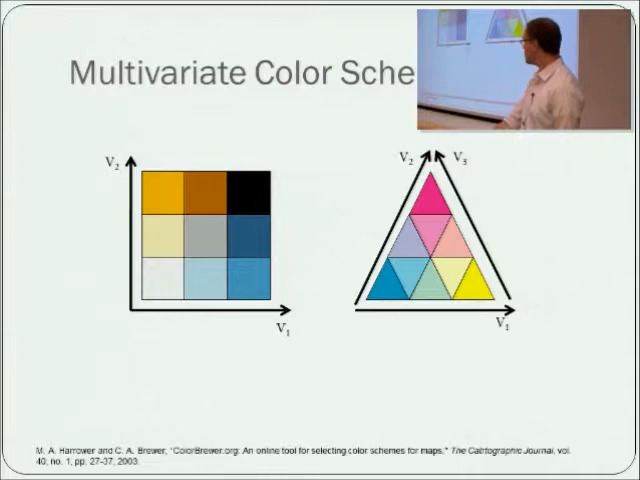 Multivariate Color Sche
V2
V2
V3
V1
V1
M. A. Harrower and C. A. Brewer, "ColorBrewer.org: An online tool for selecting color schemes for maps," The Cartographic Journal, vol.
40, no. 1, pp. 27-37, 2003.